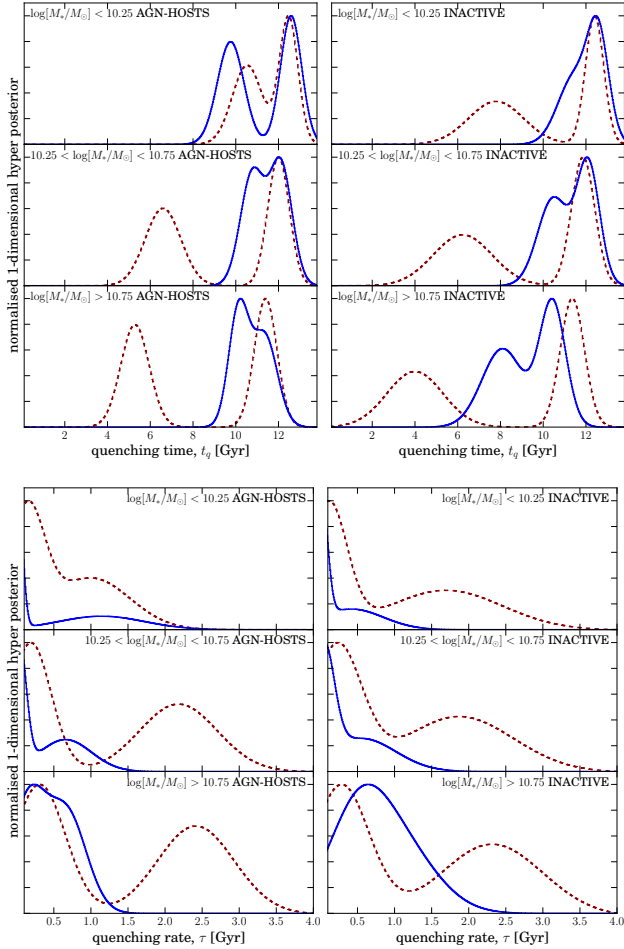 log[M*/M⊙] < 10.25 AGN-HOSTS
log[M*/M⊙] < 10.25 INACTIVE
10.25 < log[M*/M⊙] < 10.75 AGN-HOSTS
10.25 < log[M*/M⊙] < 10.75 INACTIVE
log[M*/M⊙] > 10.75 AGN-HOSTS
log[M*/M⊙] > 10.75 INACTIVE
normalised 1-dimensional hyper posterior
2 4 6 8 10 12
2 4 6 8 10 12
quenching time, t_q [Gyr]
quenching time, t_q [Gyr]
log[M*/M⊙] < 10.25 AGN-HOSTS
log[M*/M⊙] < 10.25 INACTIVE
10.25 < log[M*/M⊙] < 10.75 AGN-HOSTS
10.25 < log[M*/M⊙] < 10.75 INACTIVE
log[M*/M⊙] > 10.75 AGN-HOSTS
log[M*/M⊙] > 10.75 INACTIVE
normalised 1-dimensional hyper posterior
0.5 1.0 1.5 2.0 2.5 3.0 3.5 4.0
0.5 1.0 1.5 2.0 2.5 3.0 3.5 4.0
quenching rate, τ [Gyr]
quenching rate, τ [Gyr]